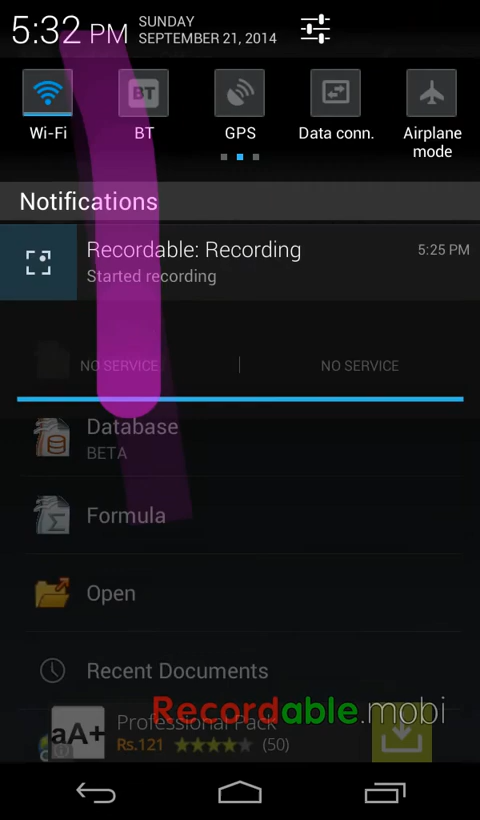 5:32 PM
SUNDAY
SEPTEMBER 21, 2014
Wi-Fi
BT
BT
GPS
Data conn.
Airplane
mode
Notifications
Recordable: Recording
5:25 PM
Started recording
NO SERVICE | NO SERVICE
Database
BETA
Formula
Open
Recent Documents
Recordable.mobi
aA+
Professional Pack
Rs.121
(50)